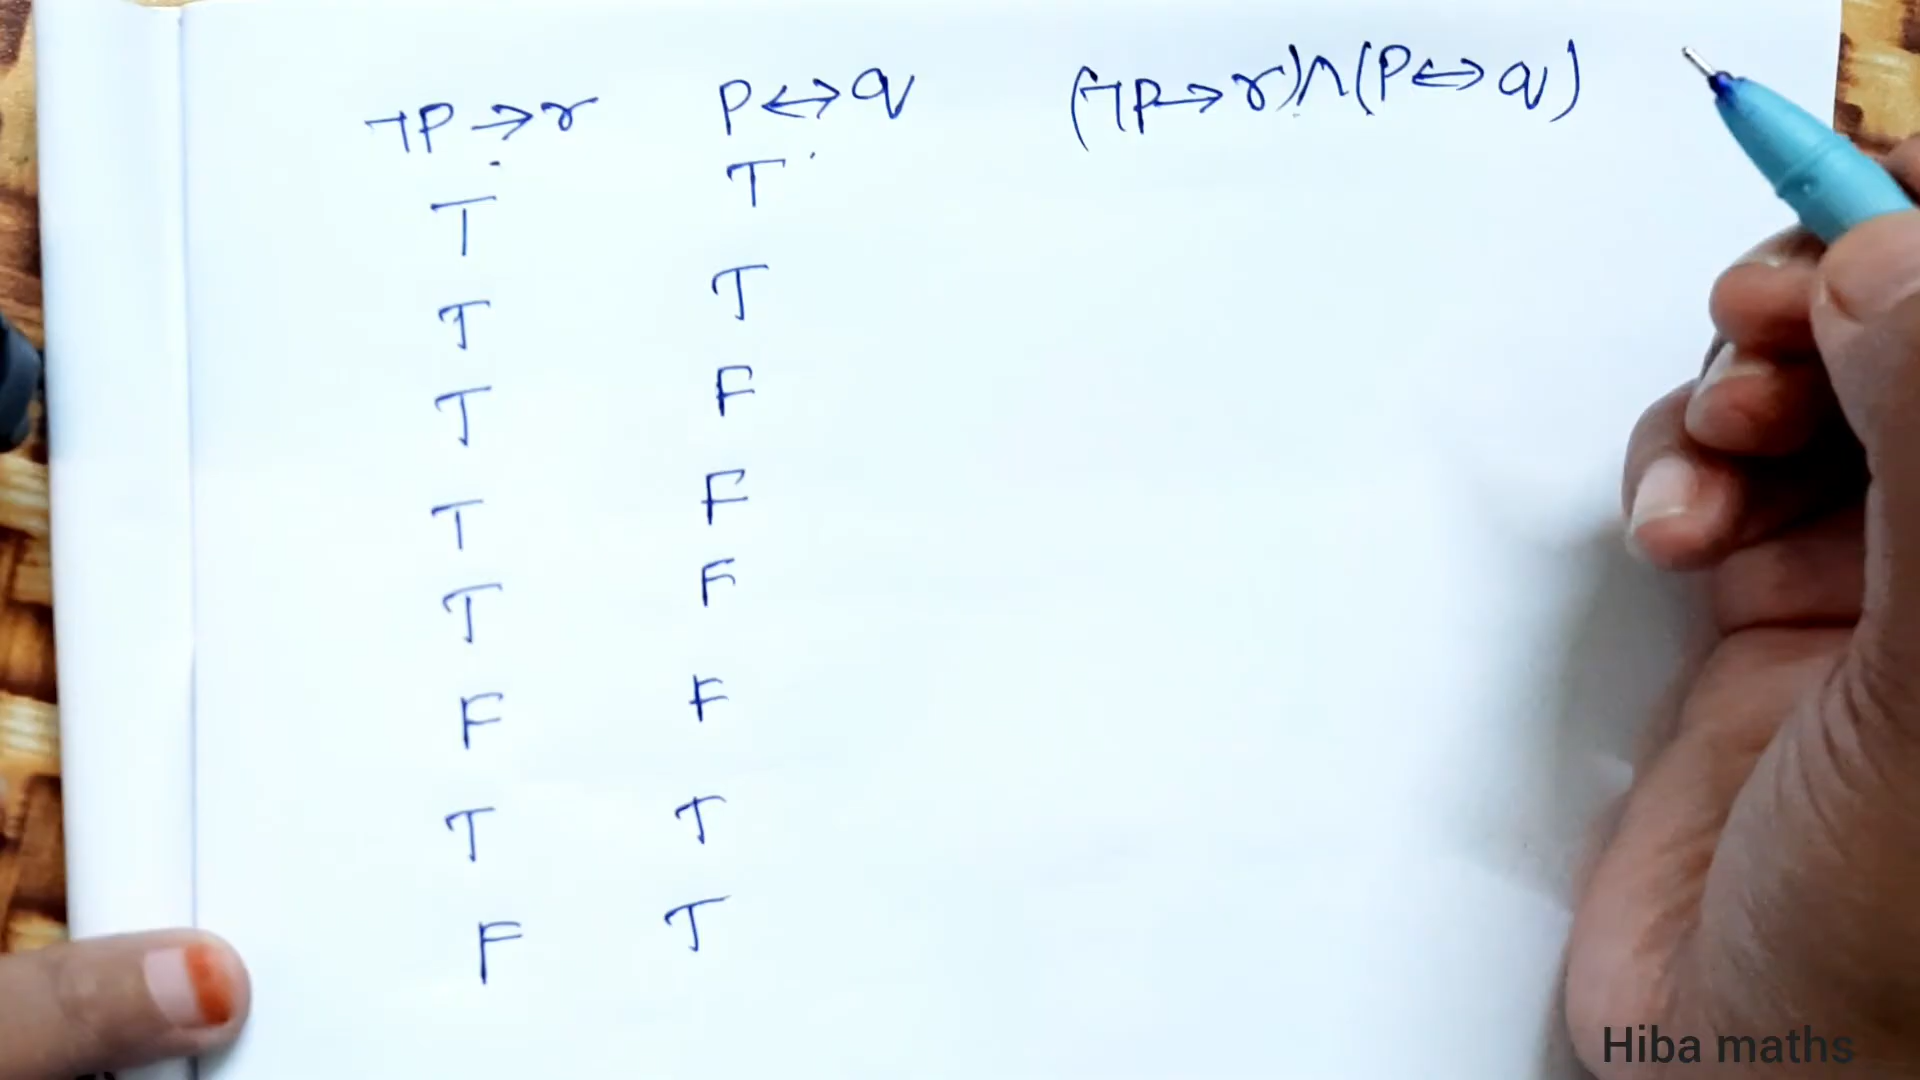 ¬P → r P ↔ q (¬P → r) ∧ (P ↔ q)
T T
T T
T F
T F
T F
F F
T T
F T
Hiba maths